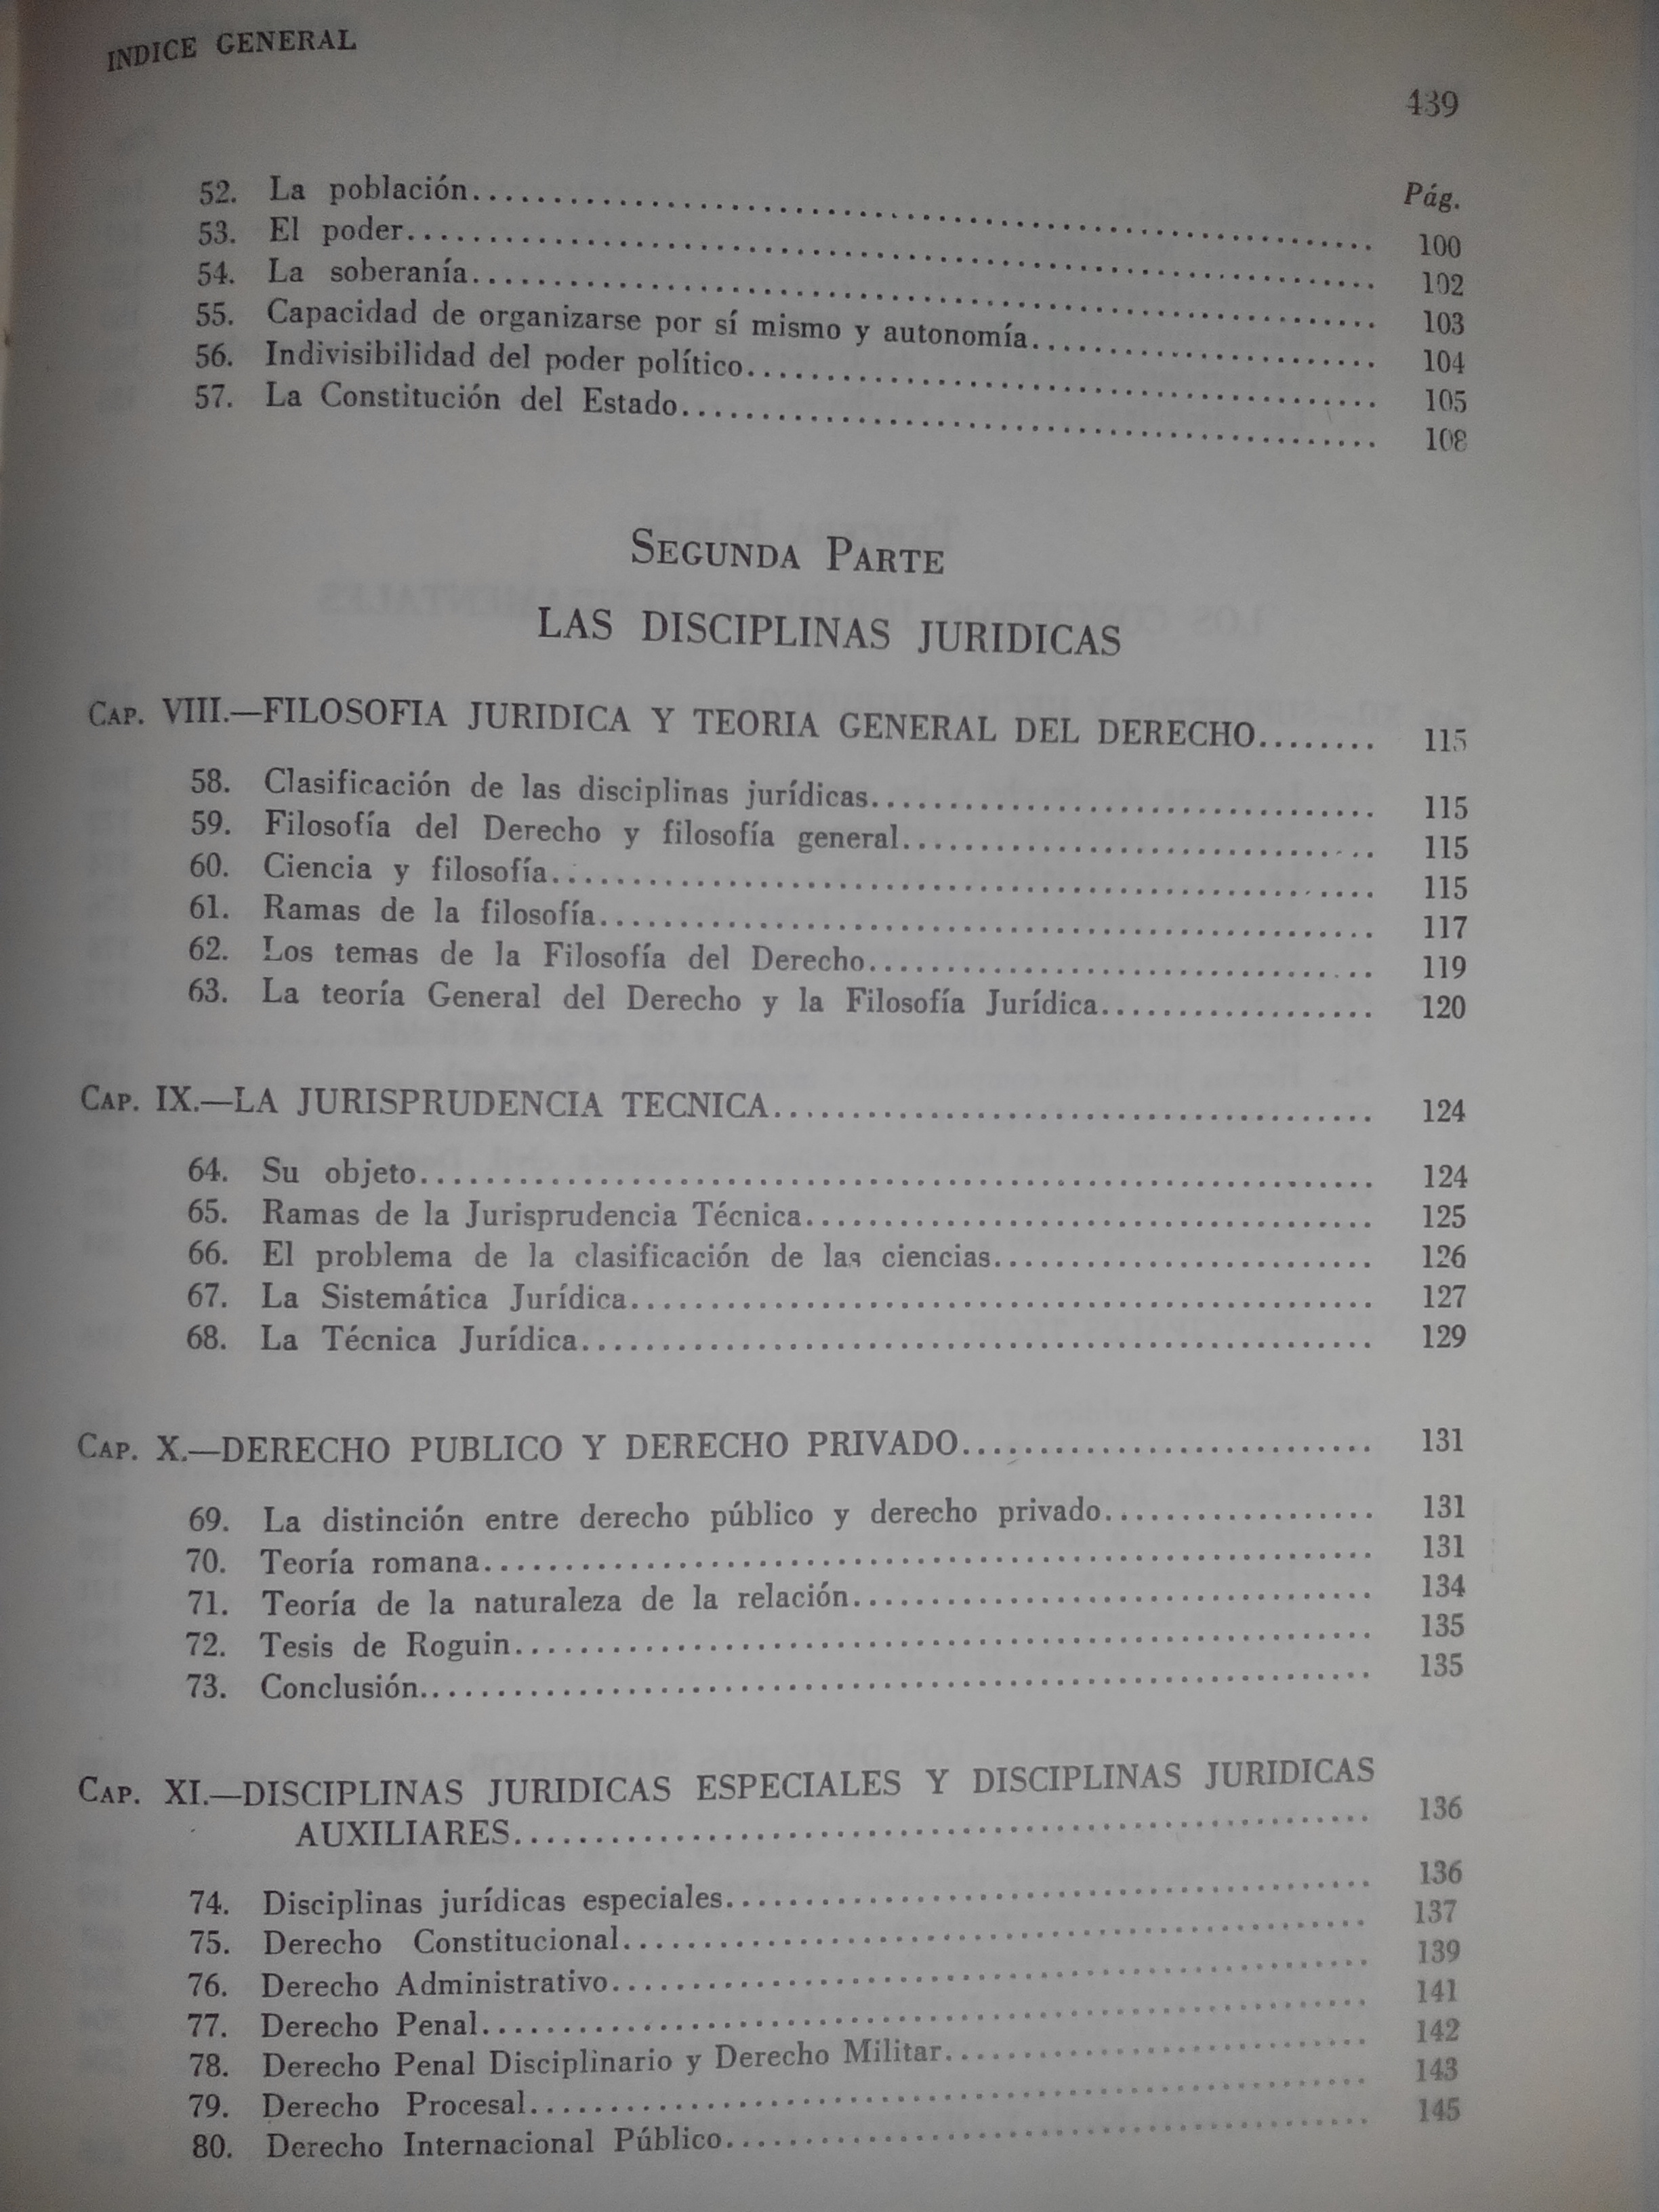 INDICE GENERAL
439
Pág.
52. La población.......... 100
53. El poder.......... 102
54. La soberanía.......... 103
55. Capacidad de organizarse por sí mismo y autonomía.......... 104
56. Indivisibilidad del poder político.......... 105
57. La Constitución del Estado.......... 108
SEGUNDA PARTE
LAS DISCIPLINAS JURIDICAS
CAP. VIII.—FILOSOFIA JURIDICA Y TEORIA GENERAL DEL DERECHO........ 115
58. Clasificación de las disciplinas jurídicas.......... 115
59. Filosofía del Derecho y filosofía general.......... 115
60. Ciencia y filosofía.......... 115
61. Ramas de la filosofía.......... 117
62. Los temas de la Filosofía del Derecho.......... 119
63. La teoría General del Derecho y la Filosofía Jurídica.......... 120
CAP. IX.—LA JURISPRUDENCIA TECNICA.......... 124
64. Su objeto.......... 124
65. Ramas de la Jurisprudencia Técnica.......... 125
66. El problema de la clasificación de las ciencias.......... 126
67. La Sistemática Jurídica.......... 127
68. La Técnica Jurídica.......... 129
CAP. X.—DERECHO PUBLICO Y DERECHO PRIVADO.......... 131
69. La distinción entre derecho público y derecho privado.......... 131
70. Teoría romana.......... 131
71. Teoría de la naturaleza de la relación.......... 134
72. Tesis de Roguin.......... 135
73. Conclusión.......... 135
CAP. XI.—DISCIPLINAS JURIDICAS ESPECIALES Y DISCIPLINAS JURIDICAS
AUXILIARES.......... 136
74. Disciplinas jurídicas especiales.......... 136
75. Derecho Constitucional.......... 137
76. Derecho Administrativo.......... 139
77. Derecho Penal.......... 141
78. Derecho Penal Disciplinario y Derecho Militar.......... 142
79. Derecho Procesal.......... 143
80. Derecho Internacional Público.......... 145